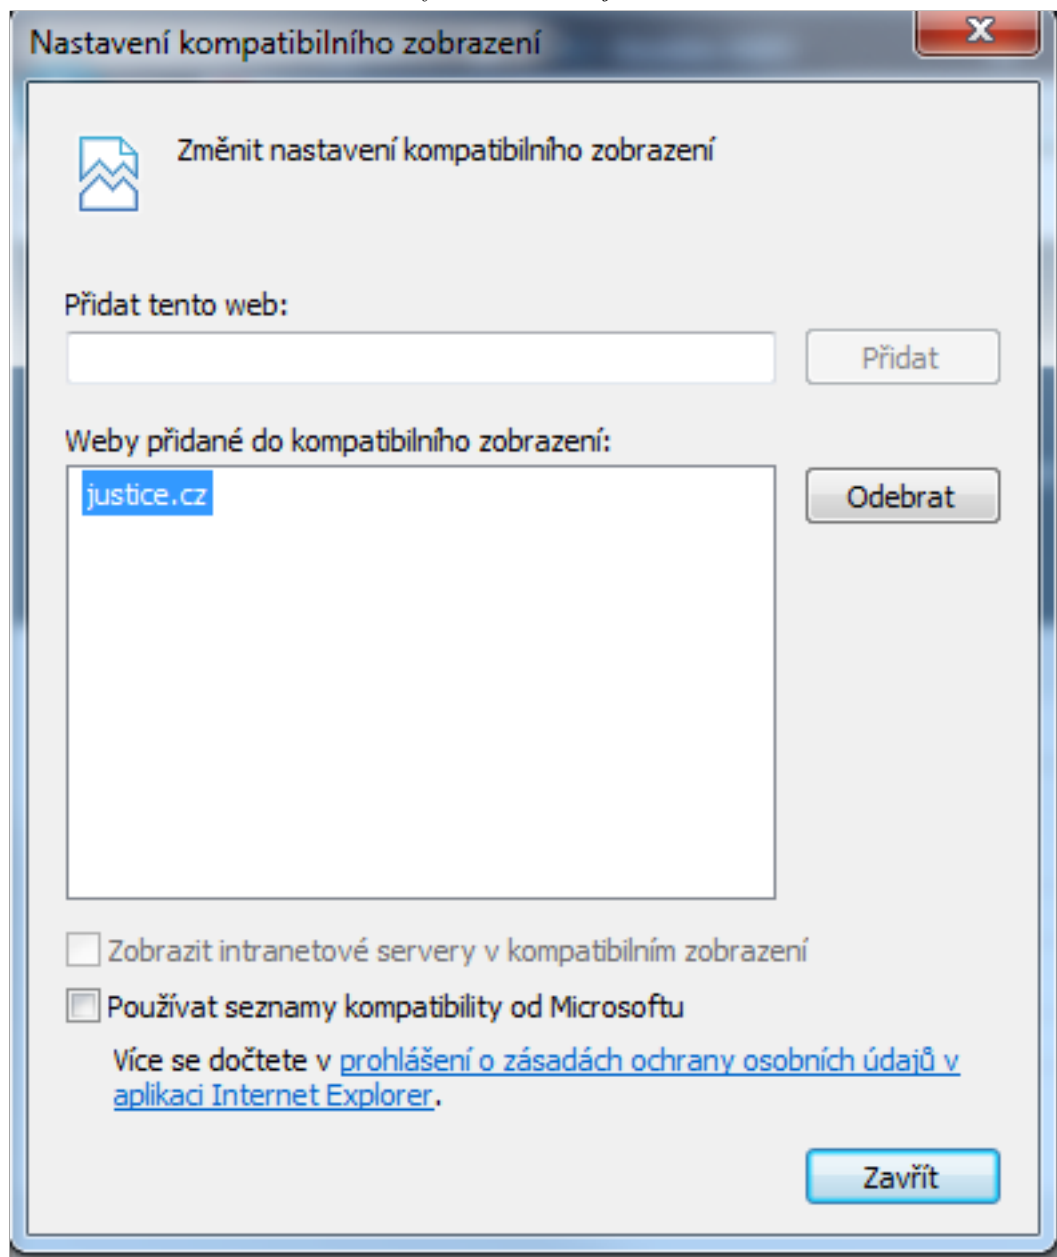 Nastavení kompatibilního zobrazení
x
Změnit nastavení kompatibilního zobrazení
Přidat tento web:
Přidat
Weby přidané do kompatibilního zobrazení:
justice.cz
Odebrat
Zobrazit intranetové servery v kompatibilním zobrazení
Používat seznamy kompatibility od Microsoftu
Více se dočtete v prohlášení o zásadách ochrany osobních údajů v
aplikaci Internet Explorer.
Zavřít